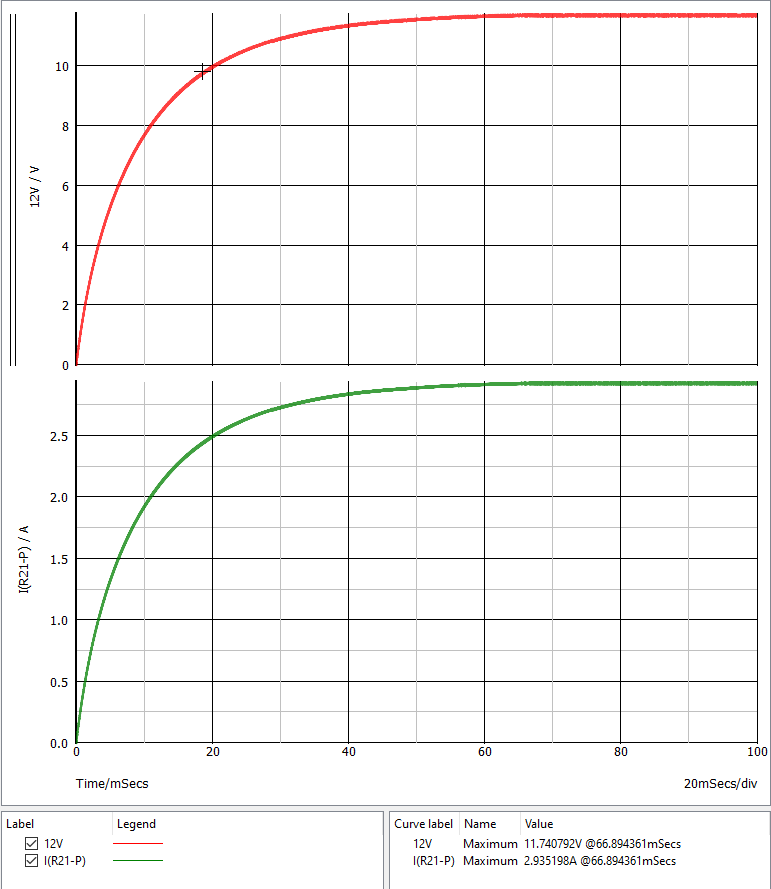 10
8
6
4
2
0
12V / V
2.5
2.0
1.5
1.0
0.5
0.0
I(R21-P) / A
0 20 40 60 80 100
Time/mSecs 20mSecs/div
Label Legend
12V
I(R21-P)
Curve label Name Value
12V Maximum 11.740792V @66.894361mSecs
I(R21-P) Maximum 2.935198A @66.894361mSecs